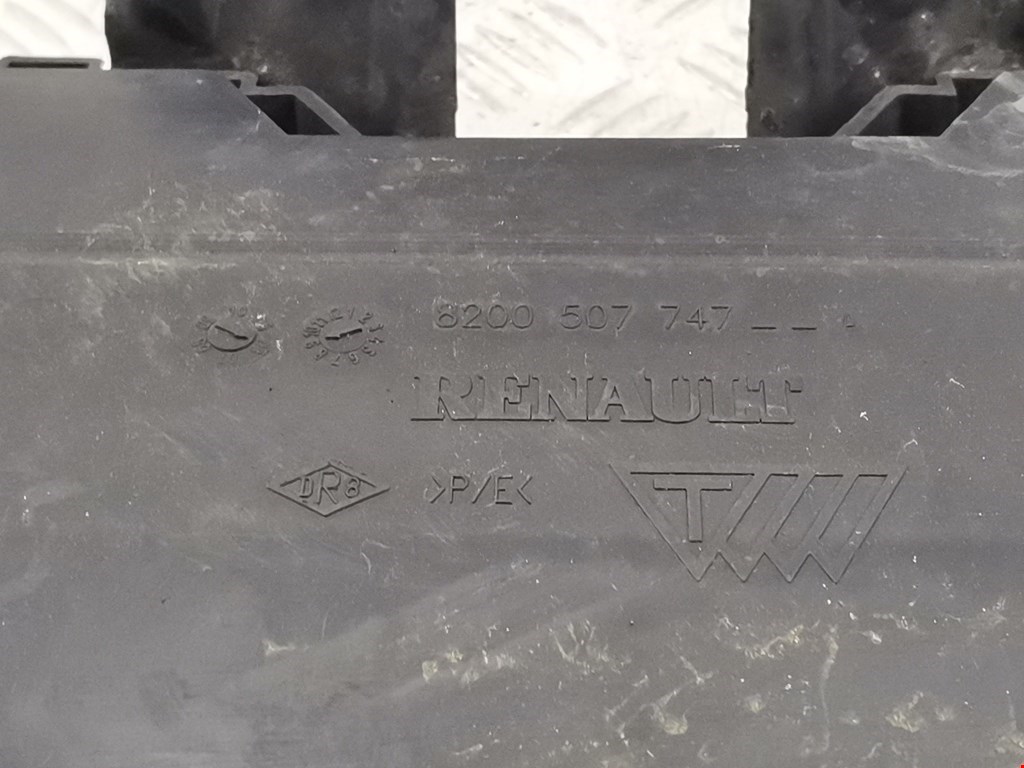 8200 507 747 _ _ .
RENAULT
DR8 >P/E<
T